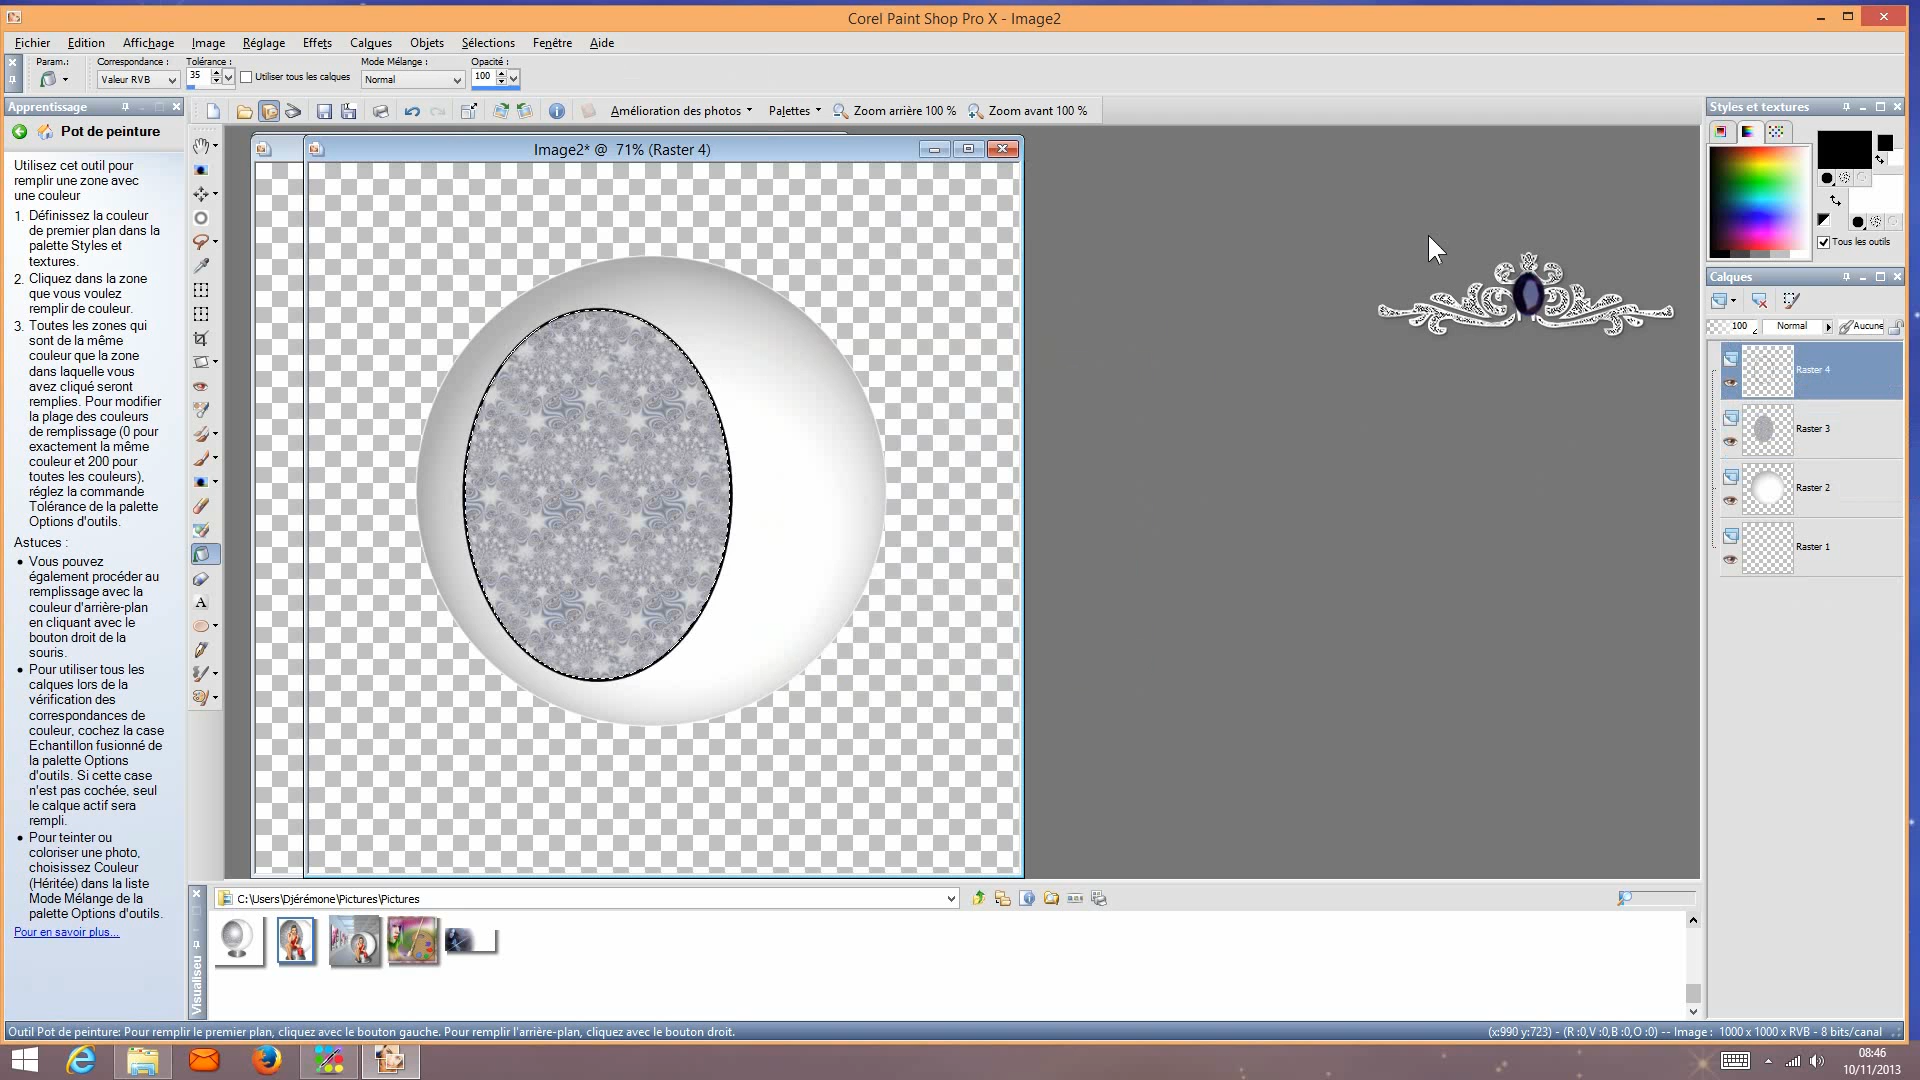 Corel Paint Shop Pro X - Image2
Fichier Edition Affichage Image Réglage Effets Calques Objets Sélections Fenêtre Aide
Param.: Correspondance : Tolérance : Mode Mélange : Opacité :
Valeur RVB 35 Utiliser tous les calques Normal 100
Apprentissage
Amélioration des photos Palettes Zoom arrière 100 % Zoom avant 100 %
Pot de peinture
Utilisez cet outil pour
remplir une zone avec
une couleur
1. Définissez la couleur
de premier plan dans la
palette Styles et
textures.
2. Cliquez dans la zone
que vous voulez
remplir de couleur.
3. Toutes les zones qui
sont de la même
couleur que la zone
dans laquelle vous
avez cliqué seront
remplies. Pour modifier
la plage des couleurs
de remplissage (0 pour
exactement la même
couleur et 200 pour
toutes les couleurs),
réglez la commande
Tolérance de la palette
Options d'outils.
Astuces :
• Vous pouvez
également procéder au
remplissage avec la
couleur d'arrière-plan
en cliquant avec le
bouton droit de la
souris.
• Pour utiliser tous les
calques lors de la
vérification des
correspondances de
couleur, cochez la case
Echantillon fusionné de
la palette Options
d'outils. Si cette case
n'est pas cochée, seul
le calque actif sera
rempli.
• Pour teinter ou
coloriser une photo,
choisissez Couleur
(Héritée) dans la liste
Mode Mélange de la
palette Options d'outils.
Pour en savoir plus...
Image2* @ 71% (Raster 4)
Styles et textures
Tous les outils
Calques
100 Normal Aucune
Raster 4
Raster 3
Raster 2
Raster 1
C:\Users\Djérémone\Pictures\Pictures
Visualiseu
Outil Pot de peinture: Pour remplir le premier plan, cliquez avec le bouton gauche. Pour remplir l'arrière-plan, cliquez avec le bouton droit.
(x:990 y:723) - (R :0,V :0,B :0,O :0) -- Image : 1000 x 1000 x RVB - 8 bits/canal
08:46
10/11/2013